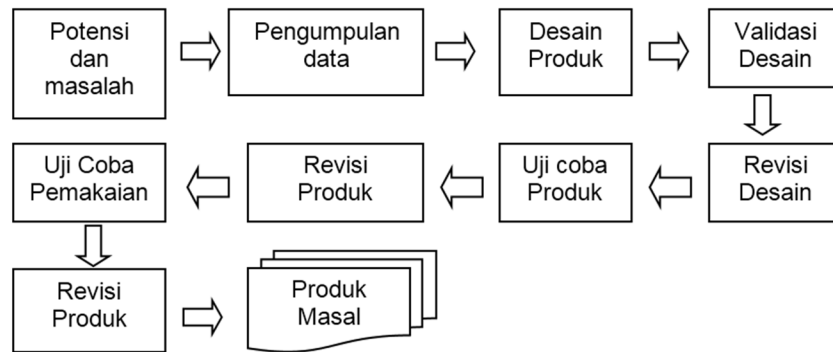 Potensi
dan
masalah
Pengumpulan
data
Desain
Produk
Validasi
Desain
Revisi
Desain
Uji coba
Produk
Revisi
Produk
Uji Coba
Pemakaian
Revisi
Produk
Produk
Masal